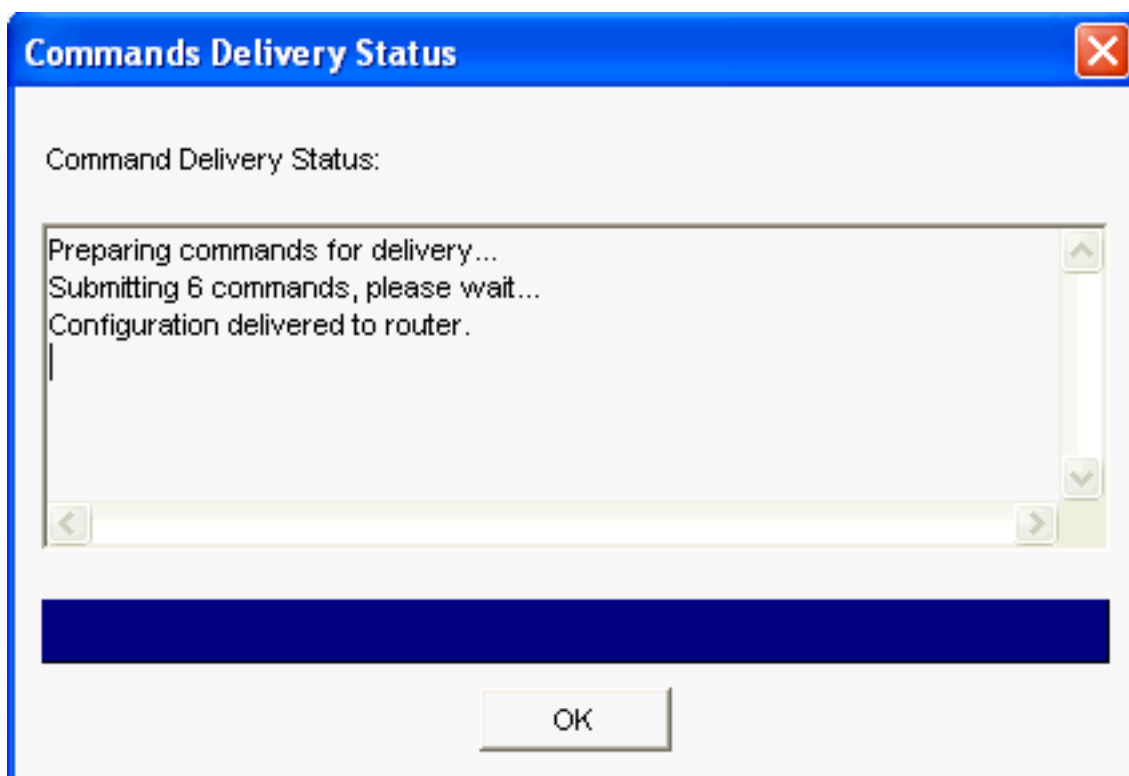 Commands Delivery Status
Command Delivery Status:
Preparing commands for delivery...
Submitting 6 commands, please wait...
Configuration delivered to router.
OK